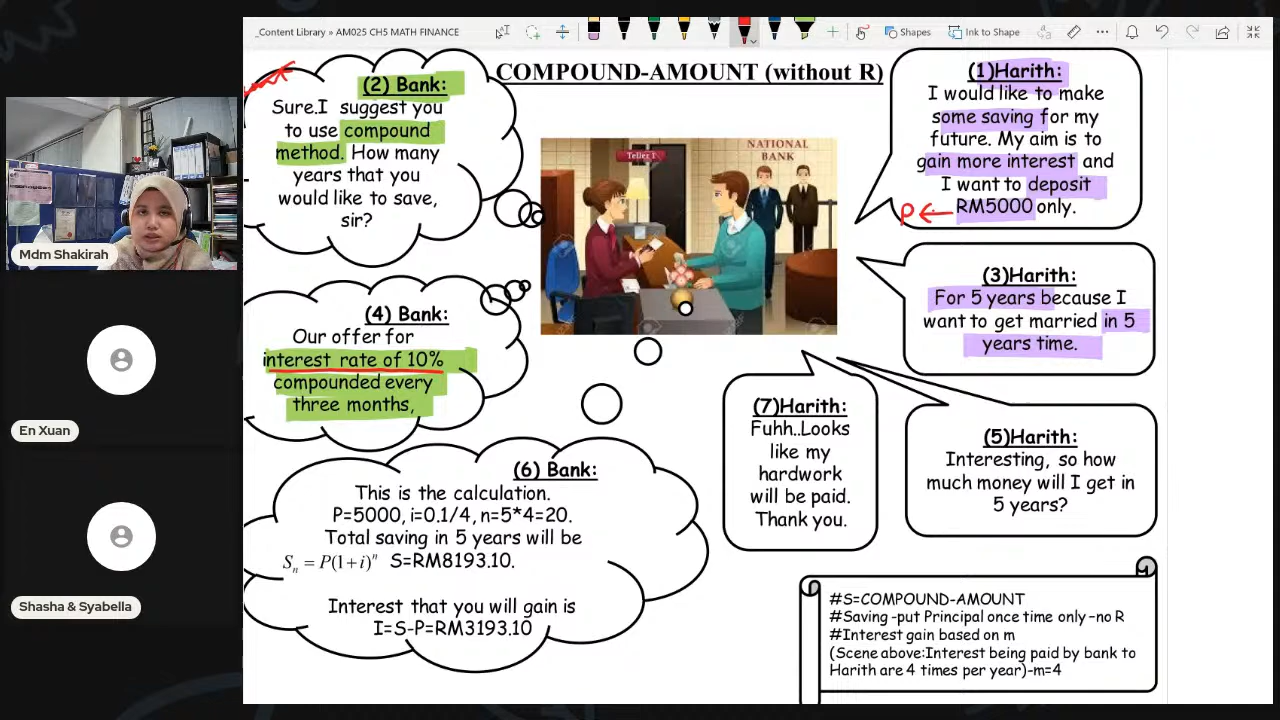 _Content Library » AM025 CH5 MATH FINANCE
Shapes
Ink to Shape
COMPOUND-AMOUNT (without R)
(1)Harith:
I would like to make
some saving for my
future. My aim is to
gain more interest and
I want to deposit
RM5000 only.
P←
(2) Bank:
Sure.I suggest you
to use compound
method. How many
years that you
would like to save,
sir?
Teller 1
NATIONAL
BANK
(3)Harith:
For 5 years because I
want to get married in 5
years time.
(4) Bank:
Our offer for
interest rate of 10%
compounded every
three months,
(5)Harith:
Interesting, so how
much money will I get in
5 years?
(6) Bank:
This is the calculation.
P=5000, i=0.1/4, n=5*4=20.
Total saving in 5 years will be
Sₙ = P(1+i)ⁿ S=RM8193.10.
Interest that you will gain is
I=S-P=RM3193.10
(7)Harith:
Fuhh..Looks
like my
hardwork
will be paid.
Thank you.
#S=COMPOUND-AMOUNT
#Saving -put Principal once time only –no R
#Interest gain based on m
(Scene above:Interest being paid by bank to
Harith are 4 times per year)-m=4
Mdm Shakirah
En Xuan
Shasha & Syabella